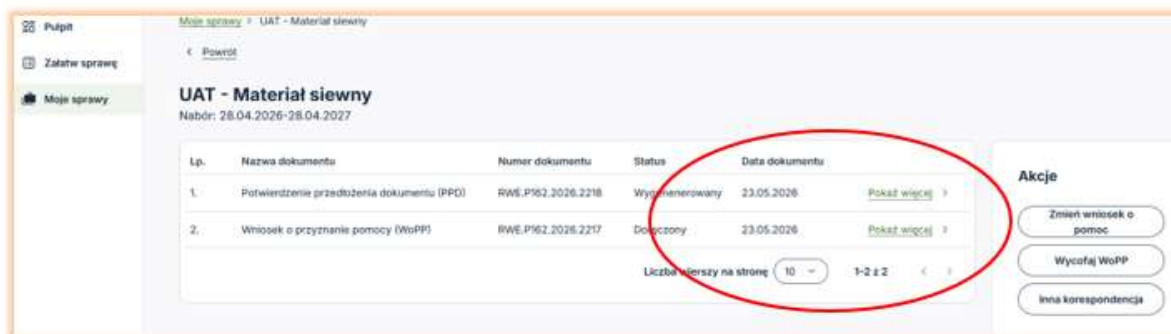 Pulpit
Załatw sprawę
Moje sprawy
Moje sprawy > UAT - Materiał siewny
< Powrót
UAT - Materiał siewny
Nabór: 28.04.2026-28.04.2027
Lp. Nazwa dokumentu Numer dokumentu Status Data dokumentu
1. Potwierdzenie przedłożenia dokumentu (PPD) RWE.P162.2026.2218 23.05.2026 Pokaż więcej >
2. Wniosek o przyznanie pomocy (WoPP) RWE.P162.2026.2217 23.05.2026 Pokaż więcej >
Liczba wierszy na stronę 10 1-2 z 2 < >
Akcje
Zmień wniosek o
pomoc
Wycofaj WoPP
Inna korespondencja